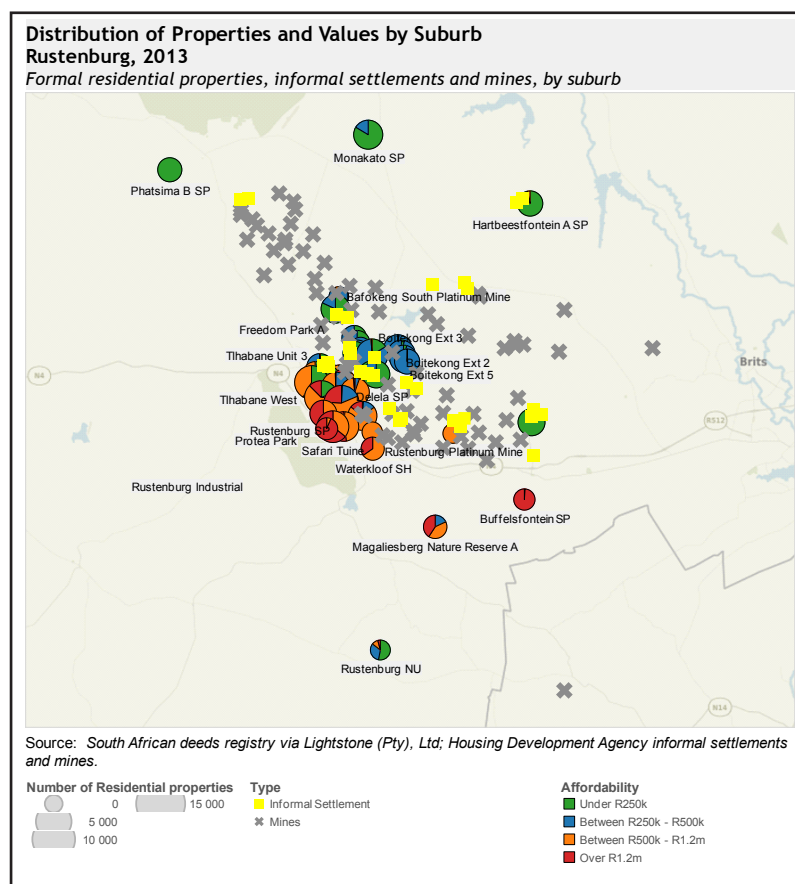 Distribution of Properties and Values by Suburb
Rustenburg, 2013
Formal residential properties, informal settlements and mines, by suburb
Monakato SP
Phatsima B SP
Hartbeestfontein A SP
Bafokeng South Platinum Mine
Freedom Park A
Boitekong Ext 3
Tlhabane Unit 3
Boitekong Ext 2
Brits
N4
N4
Boitekong Ext 5
Tlhabane West
Delela SP
R512
Rustenburg SP
Protea Park
Safari Tuine
Rustenburg Platinum Mine
Waterkloof SH
Rustenburg Industrial
Buffelsfontein SP
Magaliesberg Nature Reserve A
Rustenburg NU
N14
Source: South African deeds registry via Lightstone (Pty), Ltd; Housing Development Agency informal settlements
and mines.
Number of Residential properties
0
15 000
5 000
10 000
Type
Informal Settlement
Mines
Affordability
Under R250k
Between R250k - R500k
Between R500k - R1.2m
Over R1.2m